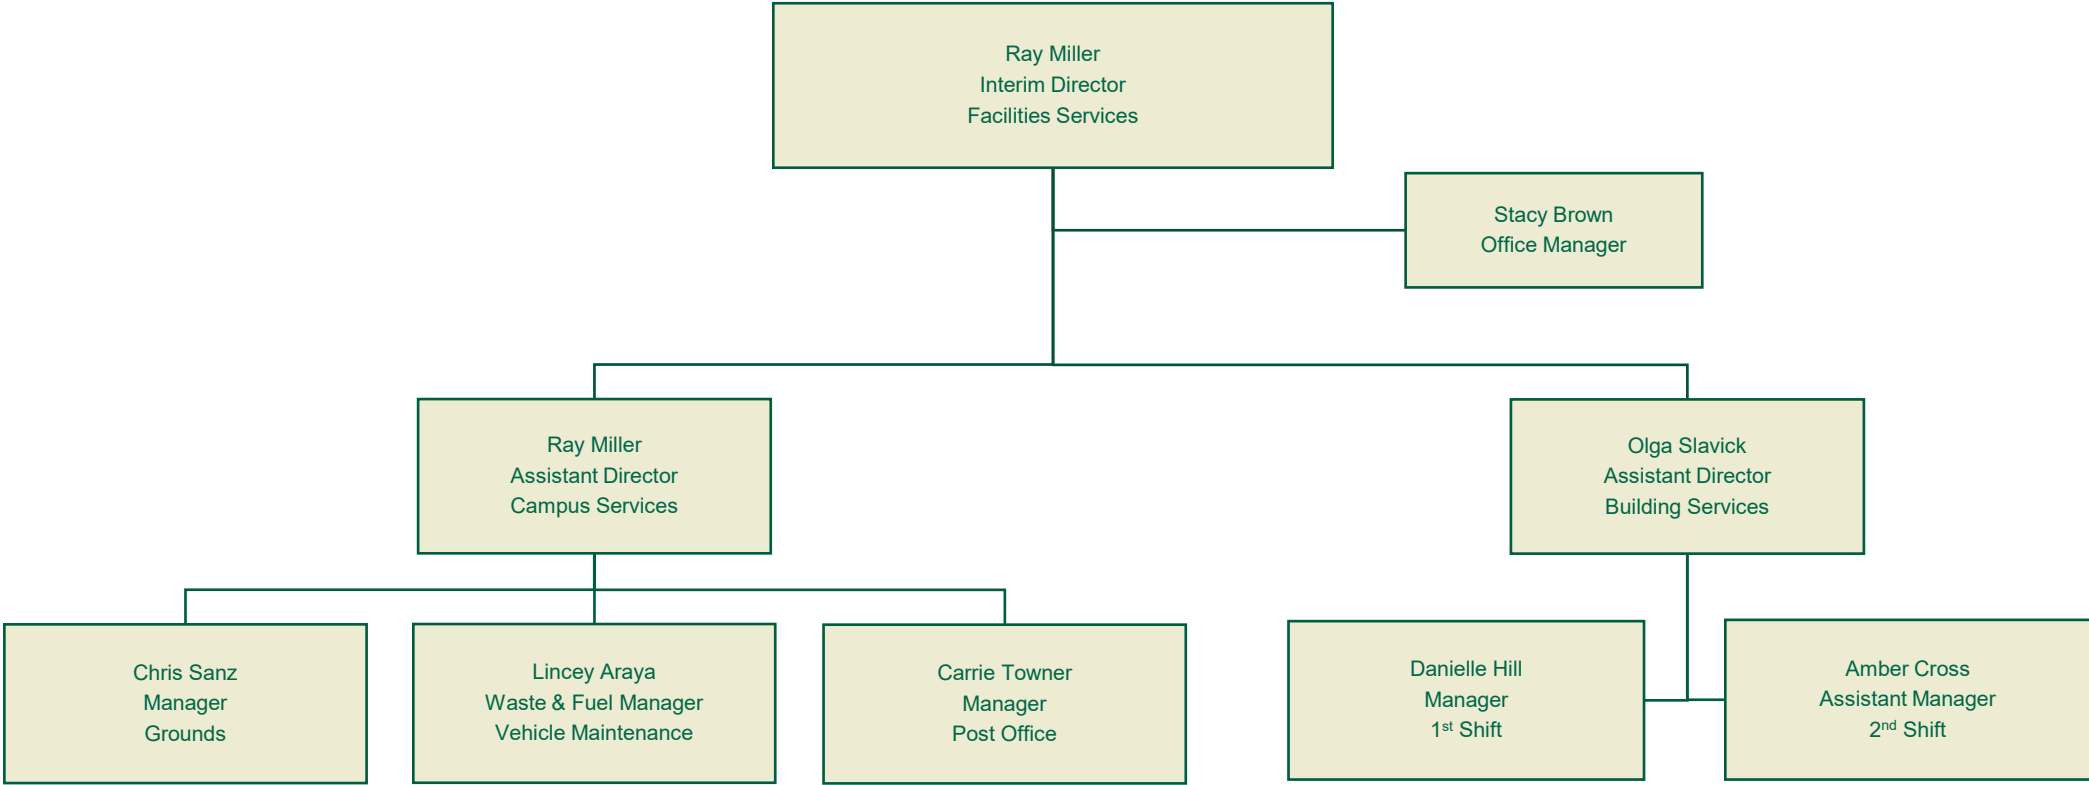 Ray Miller
Interim Director
Facilities Services
Stacy Brown
Office Manager
Ray Miller
Assistant Director
Campus Services
Olga Slavick
Assistant Director
Building Services
Chris Sanz
Manager
Grounds
Lincey Araya
Waste & Fuel Manager
Vehicle Maintenance
Carrie Towner
Manager
Post Office
Danielle Hill
Manager
1st Shift
Amber Cross
Assistant Manager
2nd Shift